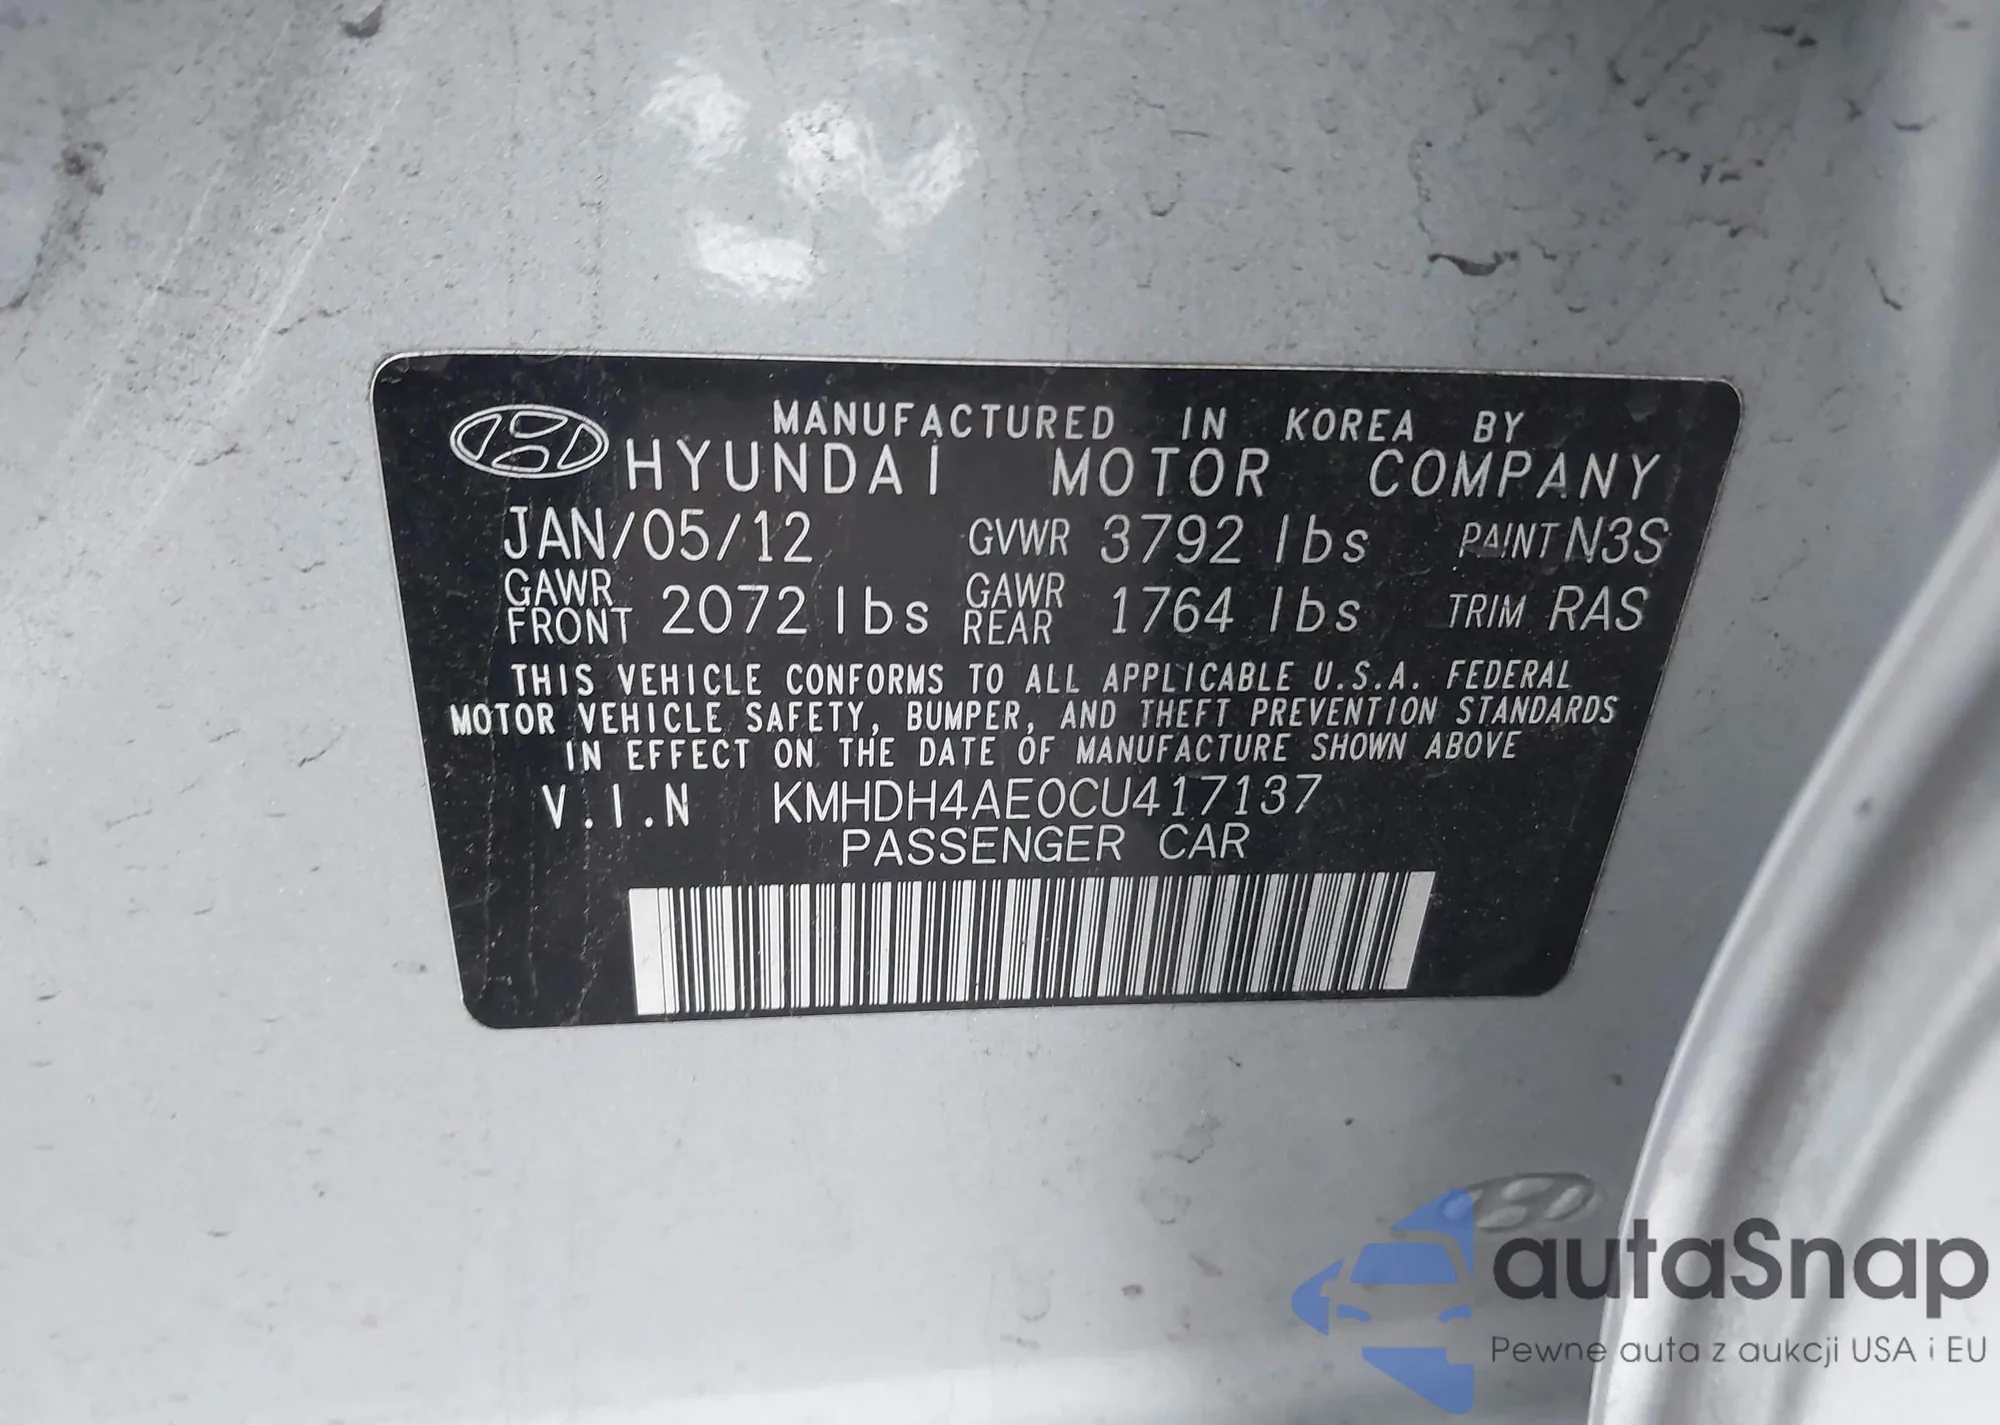 MANUFACTURED IN KOREA BY
HYUNDAI MOTOR COMPANY
JAN/05/12 GVWR 3792 lbs PAINT N3S
GAWR FRONT 2072 lbs GAWR REAR 1764 lbs TRIM RAS
THIS VEHICLE CONFORMS TO ALL APPLICABLE U.S.A. FEDERAL
MOTOR VEHICLE SAFETY, BUMPER, AND THEFT PREVENTION STANDARDS
IN EFFECT ON THE DATE OF MANUFACTURE SHOWN ABOVE
V.I.N KMHDH4AE0CU417137
PASSENGER CAR
autaSnap
Pewne auta z aukcji USA i EU